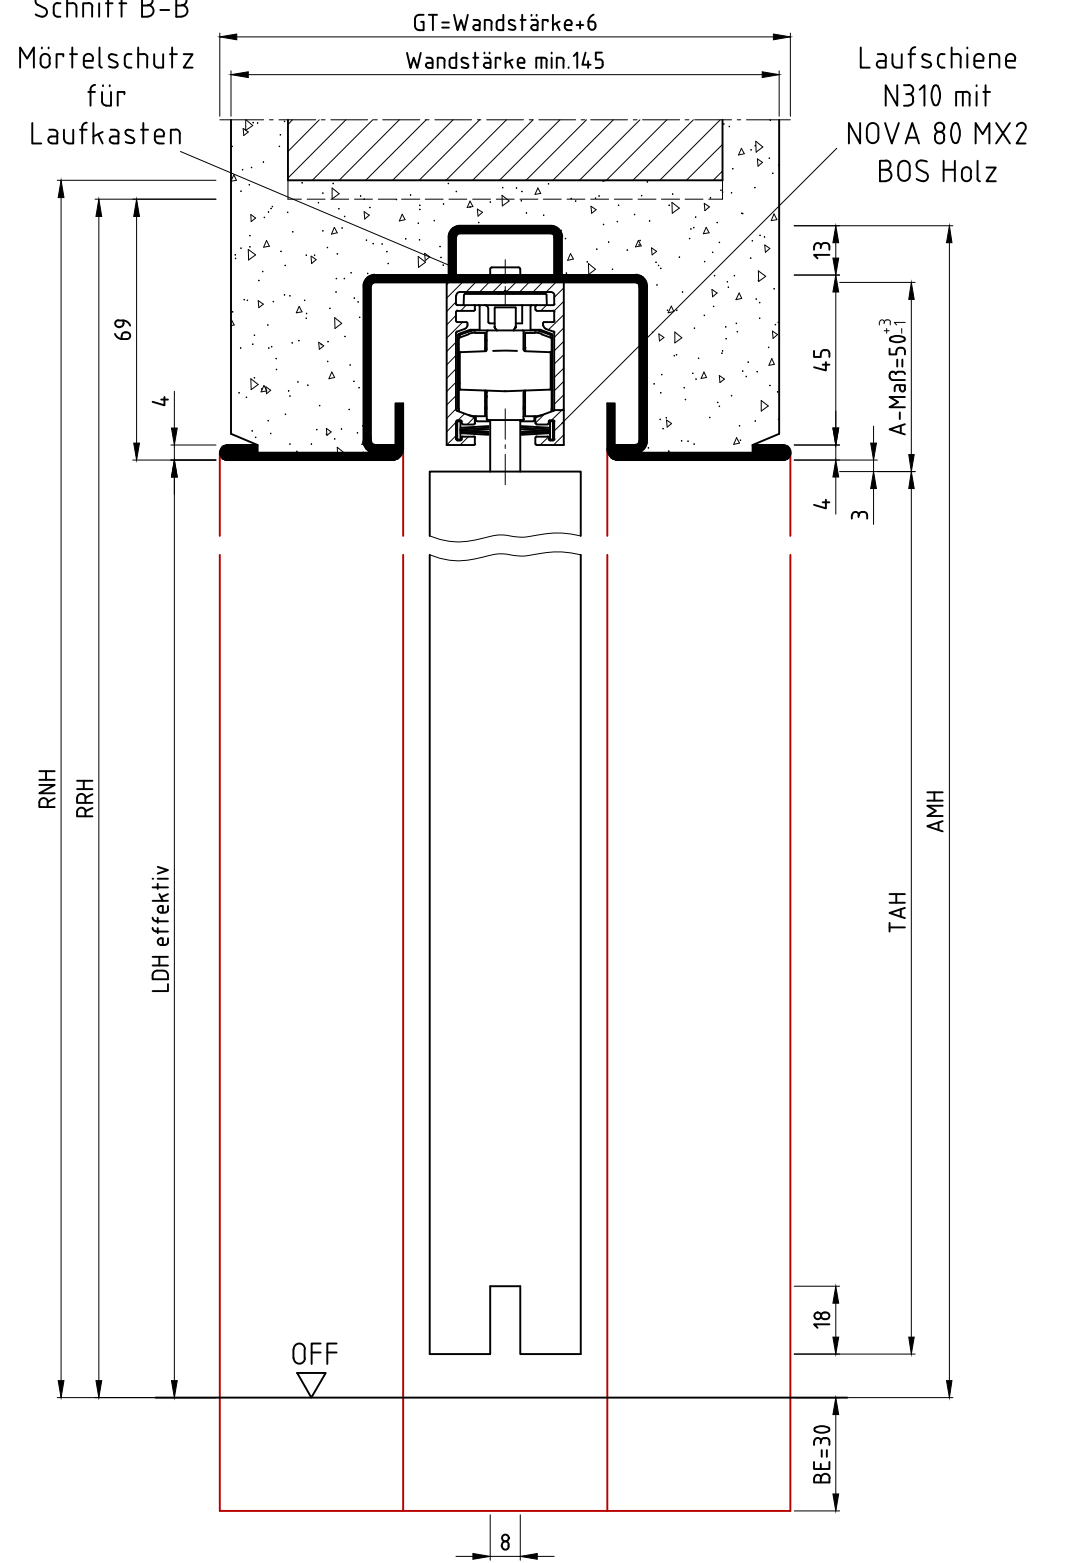 Schnitt B-B
GT=Wandstärke+6
Wandstärke min.145
Mörtelschutz
für
Laufkasten
Laufschiene
N310 mit
NOVA 80 MX2
BOS Holz
13
69
45
A-Maß=50 +3 -1
4
4
3
RNH
RRH
AMH
LDH effektiv
TAH
18
OFF
BE=30
8